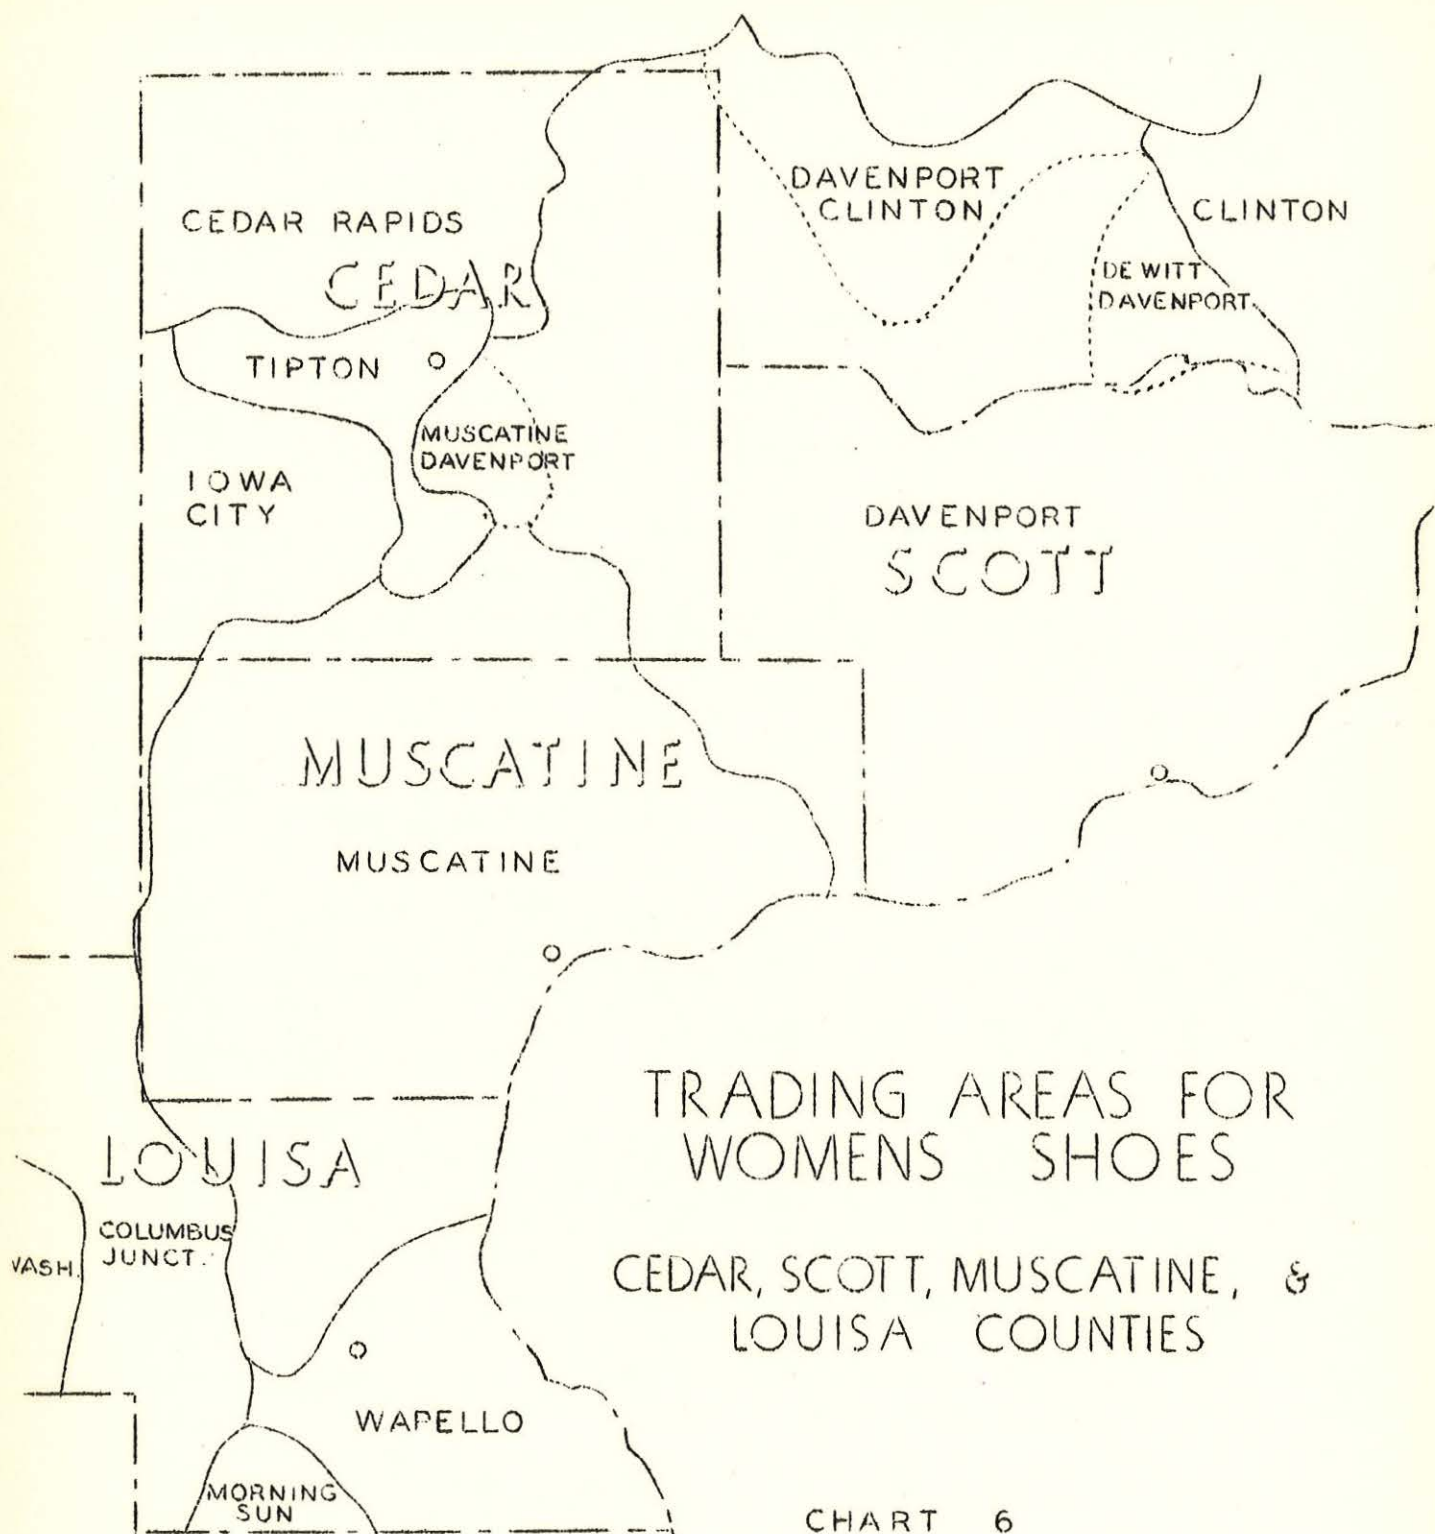 DAVENPORT
CLINTON
CLINTON
CEDAR RAPIDS
CEDAR
DE WITT
DAVENPORT
TIPTON
MUSCATINE
DAVENPORT
IOWA
CITY
DAVENPORT
SCOTT
MUSCATINE
MUSCATINE
TRADING AREAS FOR
WOMENS SHOES
LOUISA
COLUMBUS
JUNCT.
WASH.
CEDAR, SCOTT, MUSCATINE, &
LOUISA COUNTIES
WAPELLO
MORNING
SUN
CHART 6